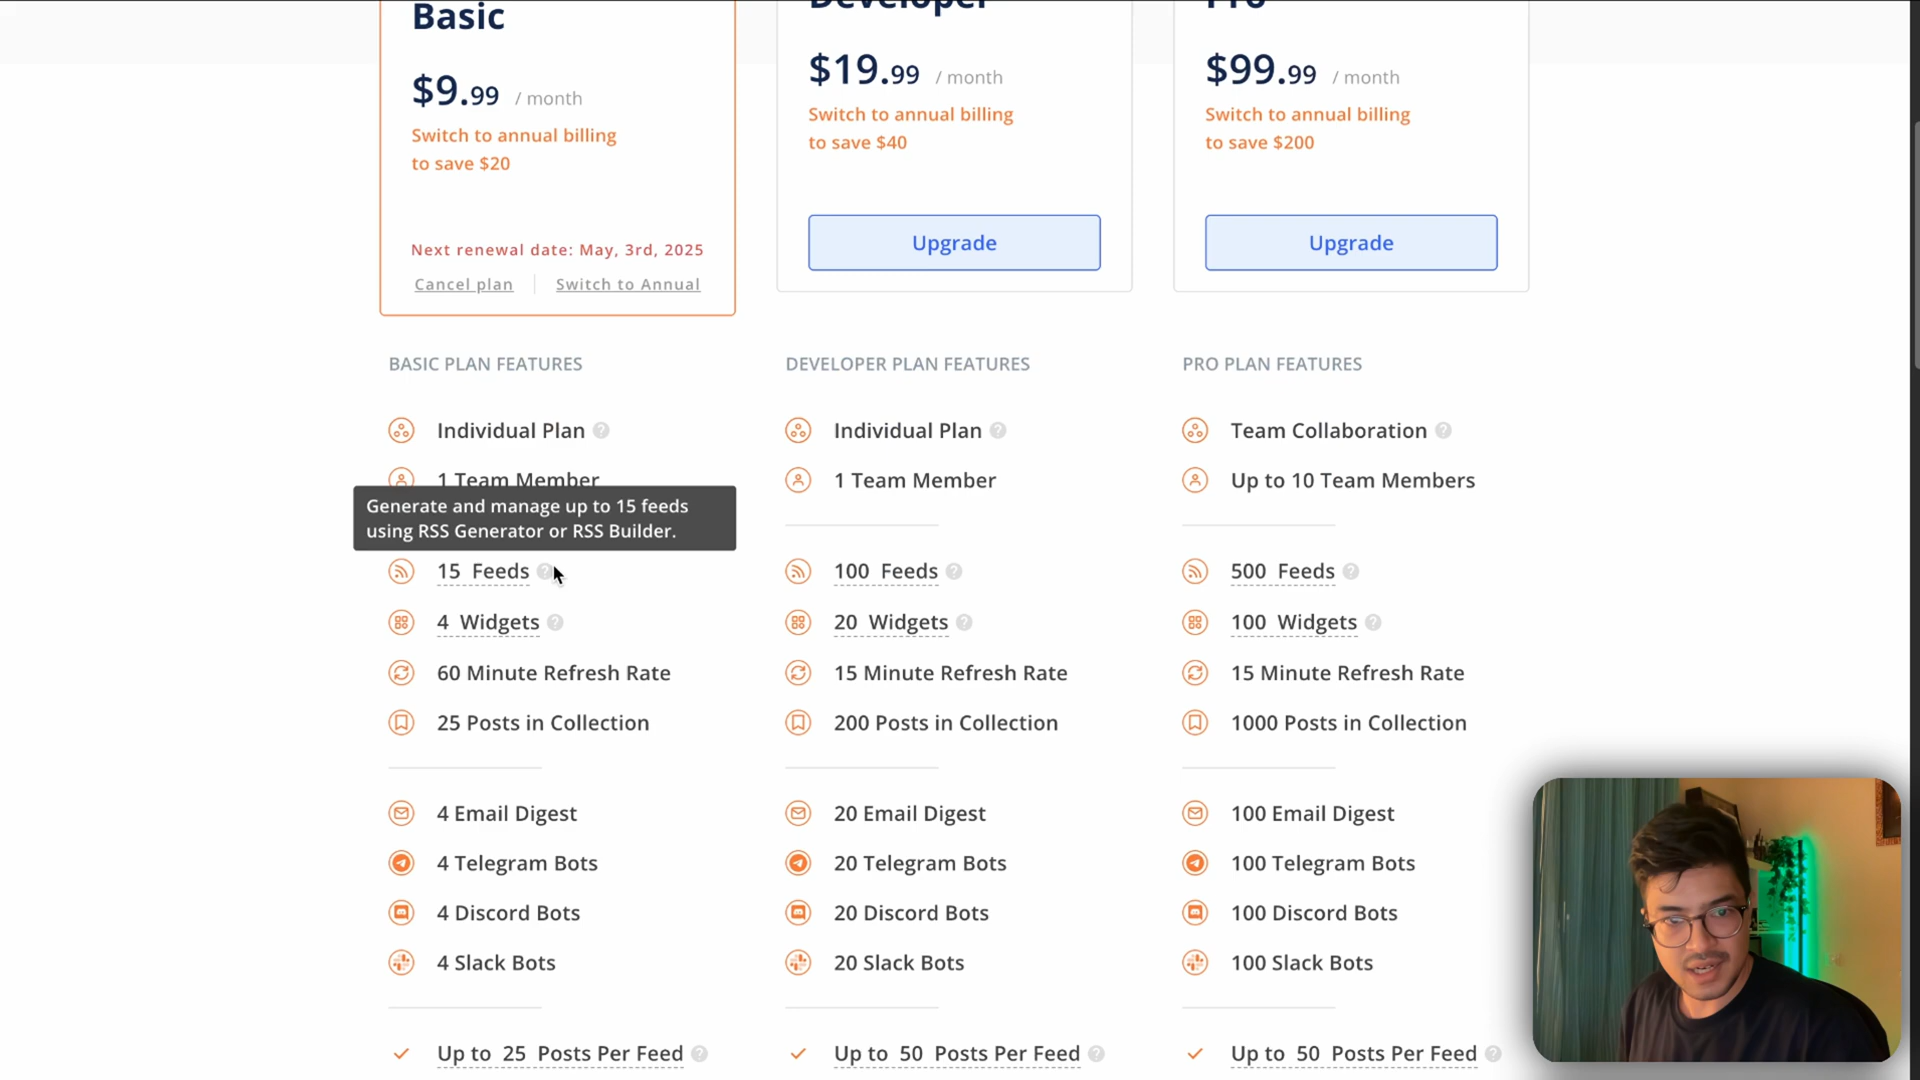 Basic
$9.99 / month
Switch to annual billing
to save $20
Next renewal date: May, 3rd, 2025
Cancel plan
Switch to Annual
Developer
$19.99 / month
Switch to annual billing
to save $40
Upgrade
Pro
$99.99 / month
Switch to annual billing
to save $200
Upgrade
BASIC PLAN FEATURES
Individual Plan ?
1 Team Member
Generate and manage up to 15 feeds
using RSS Generator or RSS Builder.
15 Feeds ?
4 Widgets ?
60 Minute Refresh Rate
25 Posts in Collection
4 Email Digest
4 Telegram Bots
4 Discord Bots
4 Slack Bots
Up to 25 Posts Per Feed ?
DEVELOPER PLAN FEATURES
Individual Plan ?
1 Team Member
100 Feeds ?
20 Widgets ?
15 Minute Refresh Rate
200 Posts in Collection
20 Email Digest
20 Telegram Bots
20 Discord Bots
20 Slack Bots
Up to 50 Posts Per Feed ?
PRO PLAN FEATURES
Team Collaboration ?
Up to 10 Team Members
500 Feeds ?
100 Widgets ?
15 Minute Refresh Rate
1000 Posts in Collection
100 Email Digest
100 Telegram Bots
100 Discord Bots
100 Slack Bots
Up to 50 Posts Per Feed ?